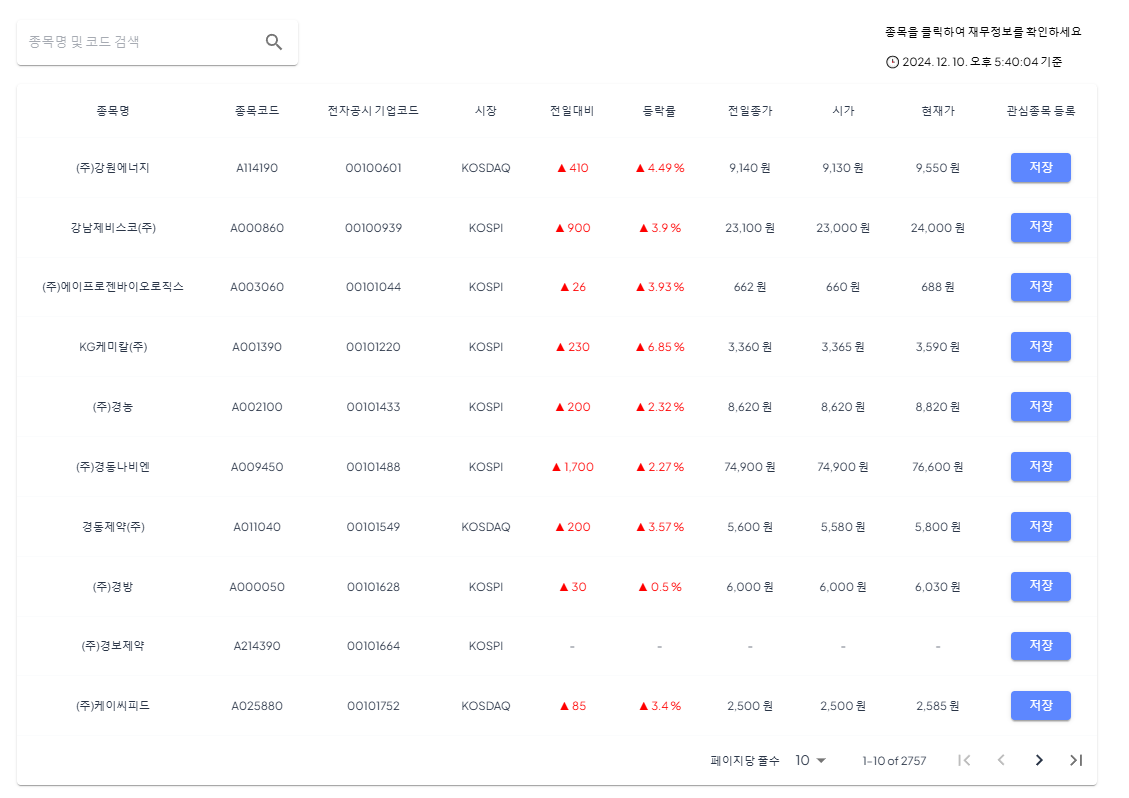 종목명 및 코드 검색
종목을 클릭하여 재무정보를 확인하세요
2024. 12. 10. 오후 5:40:04 기준
종목명 종목코드 전자공시 기업코드 시장 전일대비 등락률 전일종가 시가 현재가 관심종목 등록
(주)강원에너지 A114190 00100601 KOSDAQ ▲ 410 ▲ 4.49 % 9,140 원 9,130 원 9,550 원 저장
강남제비스코(주) A000860 00100939 KOSPI ▲ 900 ▲ 3.9 % 23,100 원 23,000 원 24,000 원 저장
(주)에이프로젠바이오로직스 A003060 00101044 KOSPI ▲ 26 ▲ 3.93 % 662 원 660 원 688 원 저장
KG케미칼(주) A001390 00101220 KOSPI ▲ 230 ▲ 6.85 % 3,360 원 3,365 원 3,590 원 저장
(주)경농 A002100 00101433 KOSPI ▲ 200 ▲ 2.32 % 8,620 원 8,620 원 8,820 원 저장
(주)경동나비엔 A009450 00101488 KOSPI ▲ 1,700 ▲ 2.27 % 74,900 원 74,900 원 76,600 원 저장
경동제약(주) A011040 00101549 KOSDAQ ▲ 200 ▲ 3.57 % 5,600 원 5,580 원 5,800 원 저장
(주)경방 A000050 00101628 KOSPI ▲ 30 ▲ 0.5 % 6,000 원 6,000 원 6,030 원 저장
(주)경보제약 A214390 00101664 KOSPI - - - - - 저장
(주)케이씨피드 A025880 00101752 KOSDAQ ▲ 85 ▲ 3.4 % 2,500 원 2,500 원 2,585 원 저장
페이지당 줄수 10 1-10 of 2757